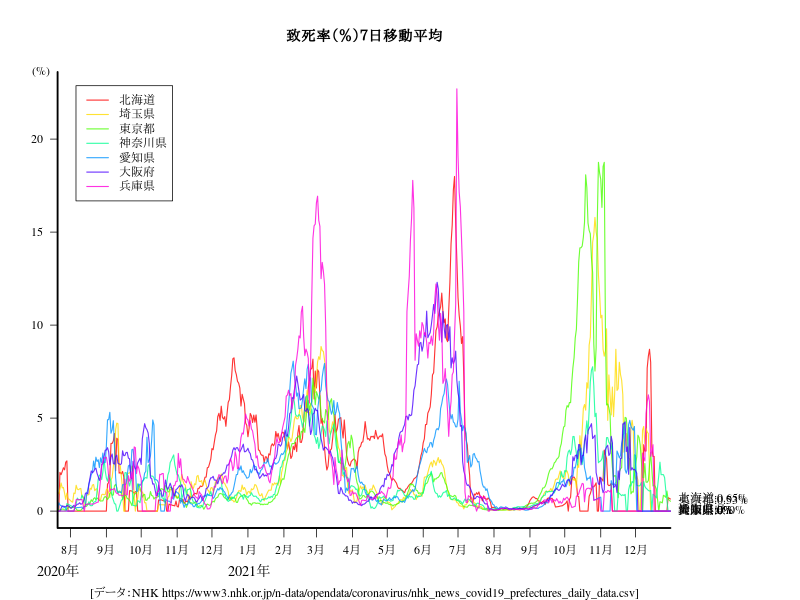 致死率(%)7日移動平均
(%)
北海道
埼玉県
東京都
神奈川県
愛知県
大阪府
兵庫県
20
15
10
5
0
北海道:0.65%
8月 9月 10月 11月 12月 1月 2月 3月 4月 5月 6月 7月 8月 9月 10月 11月 12月
2020年 2021年
[データ:NHK https://www3.nhk.or.jp/n-data/opendata/coronavirus/nhk_news_covid19_prefectures_daily_data.csv]